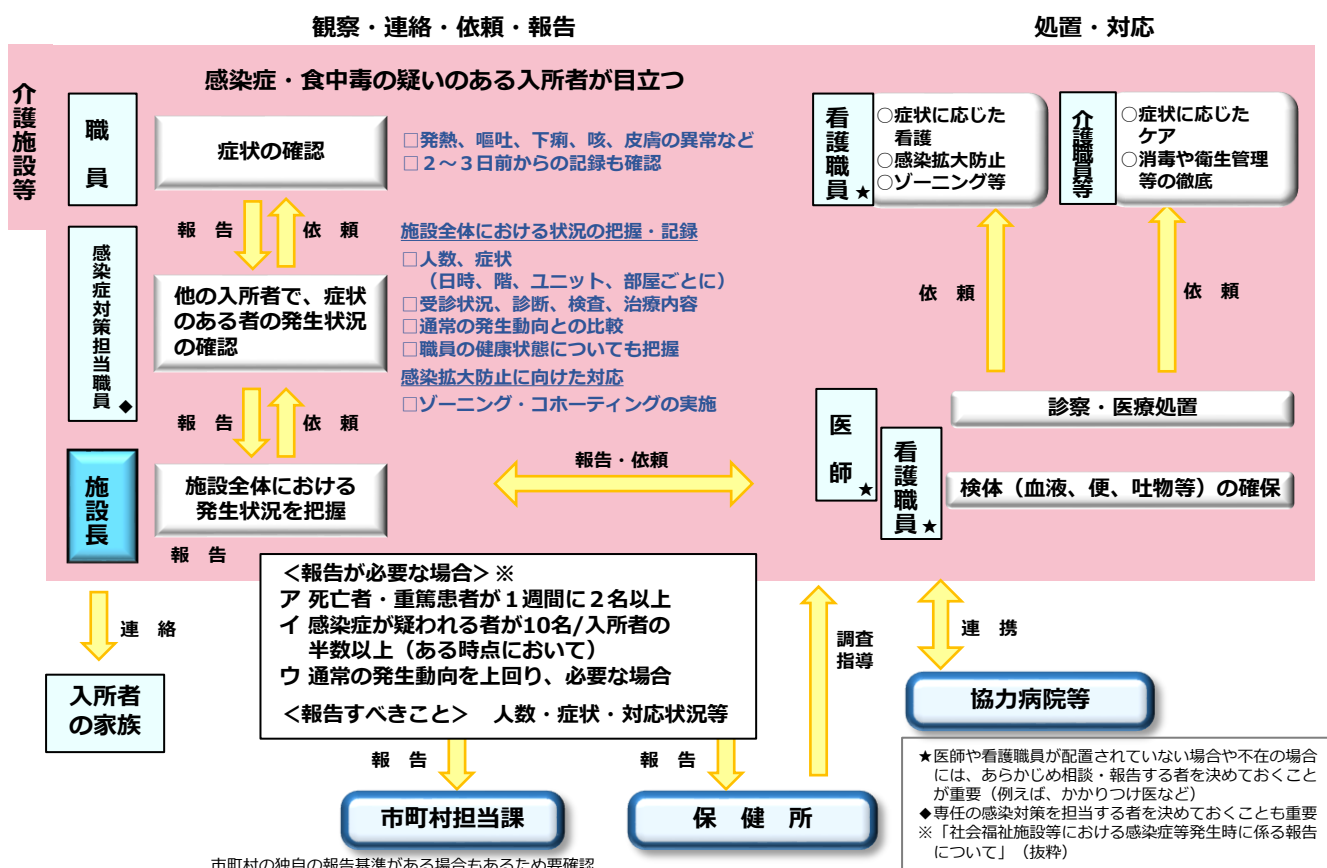 観察・連絡・依頼・報告
処置・対応
介護施設等
感染症・食中毒の疑いのある入所者が目立つ
職員
症状の確認
□発熱、嘔吐、下痢、咳、皮膚の異常など
□２～３日前からの記録も確認
報告
依頼
感染症対策担当職員◆
他の入所者で、症状
のある者の発生状況
の確認
施設全体における状況の把握・記録
□人数、症状
（日時、階、ユニット、部屋ごとに）
□受診状況、診断、検査、治療内容
□通常の発生動向との比較
□職員の健康状態についても把握
感染拡大防止に向けた対応
□ゾーニング・コホーティングの実施
報告
依頼
施設長
施設全体における
発生状況を把握
報告・依頼
看護職員★
○症状に応じた
看護
○感染拡大防止
○ゾーニング等
介護職員等
○症状に応じた
ケア
○消毒や衛生管理
等の徹底
依頼
依頼
医師★
看護職員★
診察・医療処置
検体（血液、便、吐物等）の確保
報告
＜報告が必要な場合＞※
ア 死亡者・重篤患者が１週間に２名以上
イ 感染症が疑われる者が10名/入所者の
半数以上（ある時点において）
ウ 通常の発生動向を上回り、必要な場合
＜報告すべきこと＞　人数・症状・対応状況等
連絡
入所者
の家族
調査
指導
連携
協力病院等
報告
報告
市町村担当課
保健所
市町村の独自の報告基準がある場合もあるため要確認
★医師や看護職員が配置されていない場合や不在の場合
には、あらかじめ相談・報告する者を決めておくこと
が重要（例えば、かかりつけ医など）
◆専任の感染対策を担当する者を決めておくことも重要
※「社会福祉施設等における感染症等発生時に係る報告
について」（抜粋）